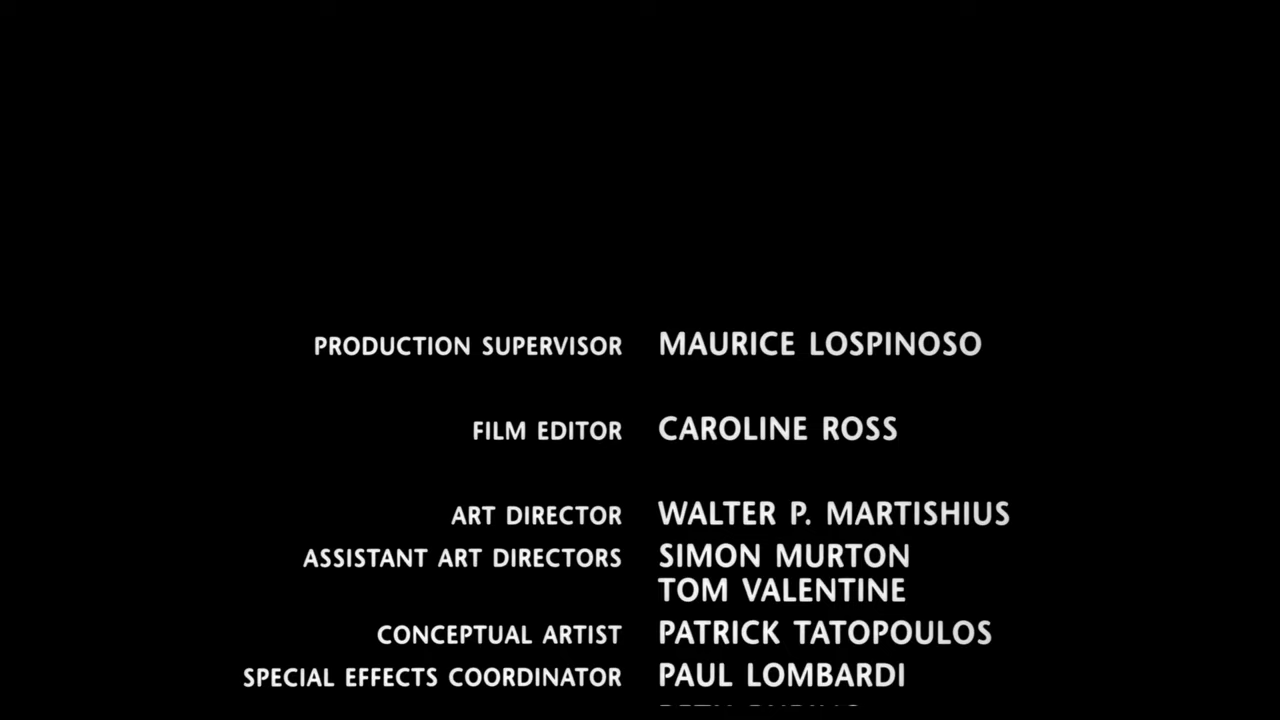 PRODUCTION SUPERVISOR MAURICE LOSPINOSO
FILM EDITOR CAROLINE ROSS
ART DIRECTOR WALTER P. MARTISHIUS
ASSISTANT ART DIRECTORS SIMON MURTON
TOM VALENTINE
CONCEPTUAL ARTIST PATRICK TATOPOULOS
SPECIAL EFFECTS COORDINATOR PAUL LOMBARDI